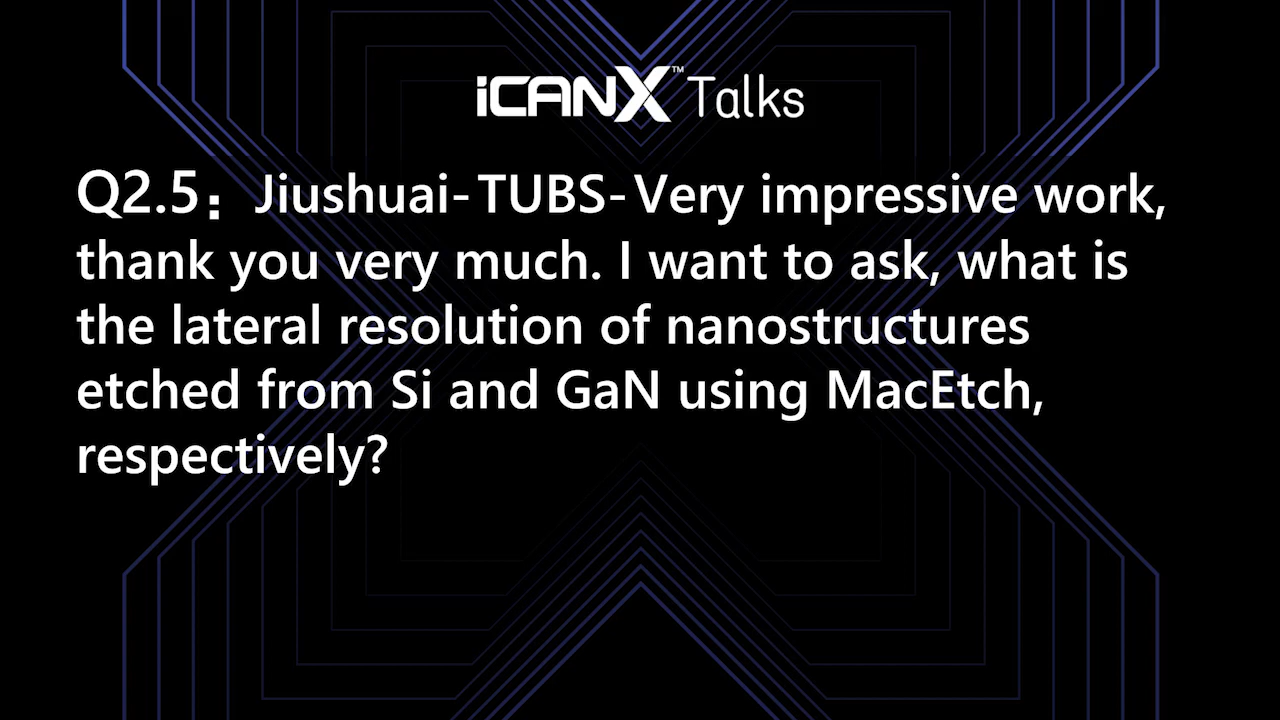 iCANX™ Talks
Q2.5：Jiushuai-TUBS-Very impressive work,
thank you very much. I want to ask, what is
the lateral resolution of nanostructures
etched from Si and GaN using MacEtch,
respectively?